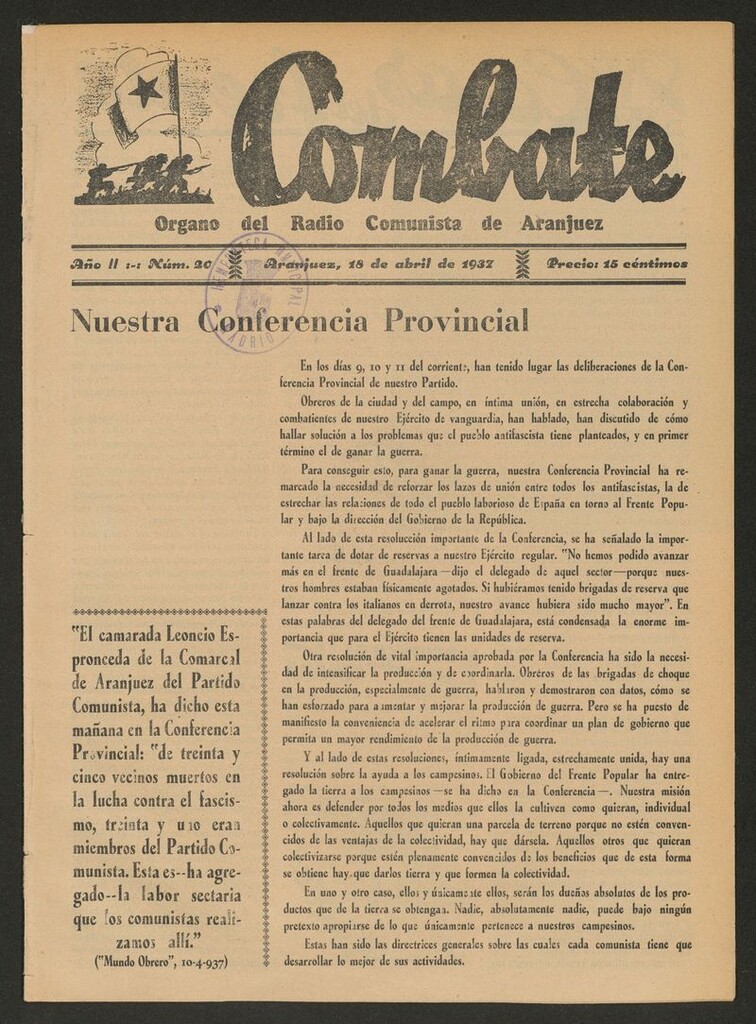 Combate
Organo del Radio Comunista de Aranjuez
Año II :-: Núm. 20
Aranjuez, 18 de abril de 1937
Precio: 15 céntimos
HEMEROTECA MUNICIPAL
MADRID
Nuestra Conferencia Provincial
En los días 9, 10 y 11 del corriente, han tenido lugar las deliberaciones de la Con-
ferencia Provincial de nuestro Partido.
Obreros de la ciudad y del campo, en íntima unión, en estrecha colaboración y
combatientes de nuestro Ejército de vanguardia, han hablado, han discutido de cómo
hallar solución a los problemas que el pueblo antifascista tiene planteados, y en primer
término el de ganar la guerra.
Para conseguir esto, para ganar la guerra, nuestra Conferencia Provincial ha re-
marcado la necesidad de reforzar los lazos de unión entre todos los antifascistas, la de
estrechar las relaciones de todo el pueblo laborioso de España en torno al Frente Popu-
lar y bajo la dirección del Gobierno de la República.
Al lado de esta resolución importante de la Conferencia, se ha señalado la impor-
tante tarea de dotar de reservas a nuestro Ejército regular. "No hemos podido avanzar
más en el frente de Guadalajara—dijo el delegado de aquel sector—porque nues-
tros hombres estaban físicamente agotados. Si hubiéramos tenido brigadas de reserva que
lanzar contra los italianos en derrota, nuestro avance hubiera sido mucho mayor". En
estas palabras del delegado del frente de Guadalajara, está condensada la enorme im-
portancia que para el Ejército tienen las unidades de reserva.
Otra resolución de vital importancia aprobada por la Conferencia ha sido la necesi-
dad de intensificar la producción y de coordinarla. Obreros de las brigadas de choque
en la producción, especialmente de guerra, hablaron y demostraron con datos, cómo se
han esforzado para aumentar y mejorar la producción de guerra. Pero se ha puesto de
manifiesto la conveniencia de acelerar el ritmo para coordinar un plan de gobierno que
permita un mayor rendimiento de la producción de guerra.
Y al lado de estas resoluciones, íntimamente ligada, estrechamente unida, hay una
resolución sobre la ayuda a los campesinos. El Gobierno del Frente Popular ha entre-
gado la tierra a los campesinos—se ha dicho en la Conferencia—. Nuestra misión
ahora es defender por todos los medios que ellos la cultiven como quieran, individual
o colectivamente. Aquellos que quieran una parcela de terreno porque no estén conven-
cidos de las ventajas de la colectividad, hay que dársela. Aquellos otros que quieran
colectivizarse porque estén plenamente convencidos de los beneficios que de esta forma
se obtiene hay que darlos tierra y que formen la colectividad.
En uno y otro caso, ellos y únicamente ellos, serán los dueños absolutos de los pro-
ductos que de la tierra se obtengan. Nadie, absolutamente nadie, puede bajo ningún
pretexto apropiarse de lo que únicamente pertenece a nuestros campesinos.
Estas han sido las directrices generales sobre las cuales cada comunista tiene que
desarrollar lo mejor de sus actividades.
"El camarada Leoncio Es-
pronceda de la Comarcal
de Aranjuez del Partido
Comunista, ha dicho esta
mañana en la Conferencia
Provincial: "de treinta y
cinco vecinos muertos en
la lucha contra el fascis-
mo, treinta y uno eran
miembros del Partido Co-
munista. Esta es--ha agre-
gado--la labor sectaria
que los comunistas reali-
zamos allí."
("Mundo Obrero", 10-4-937)